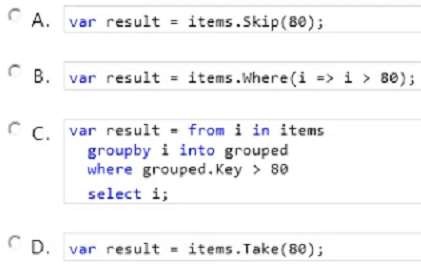 A. var result = items.Skip(80);
B. var result = items.Where(i => i > 80);
C. var result = from i in items
groupby i into grouped
where grouped.Key > 80
select i;
D. var result = items.Take(80);